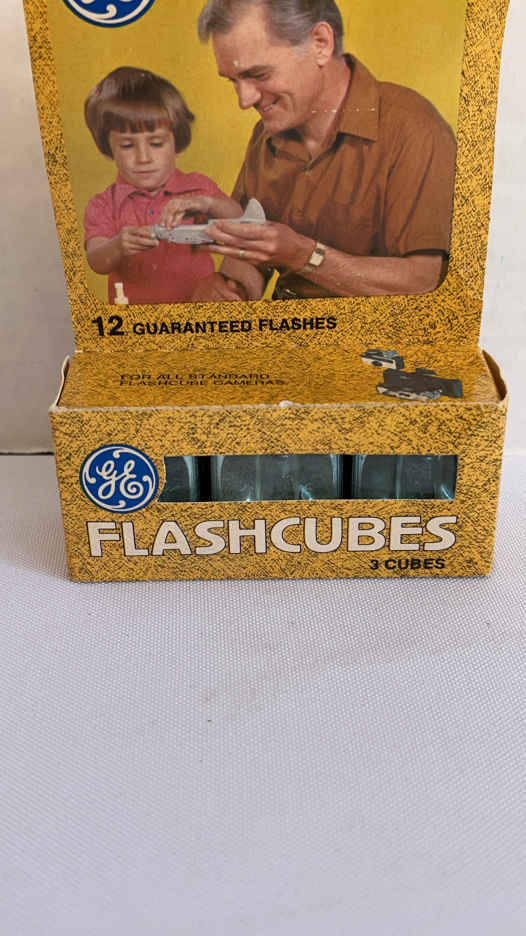 12 GUARANTEED FLASHES
FOR ALL STANDARD
FLASHCUBE CAMERAS
GE
FLASHCUBES
3 CUBES